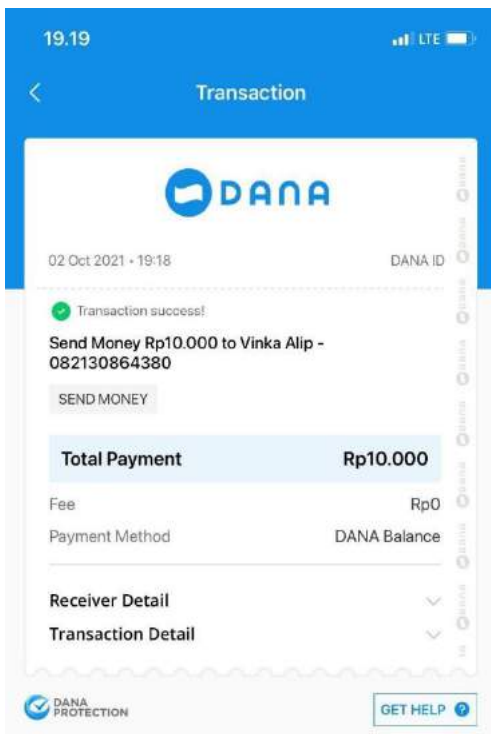 19.19 LTE
Transaction
DANA
02 Oct 2021 • 19:18 DANA ID
Transaction success!
Send Money Rp10.000 to Vinka Alip -
082130864380
SEND MONEY
Total Payment Rp10.000
Fee Rp0
Payment Method DANA Balance
Receiver Detail
Transaction Detail
DANA
PROTECTION
GET HELP ?